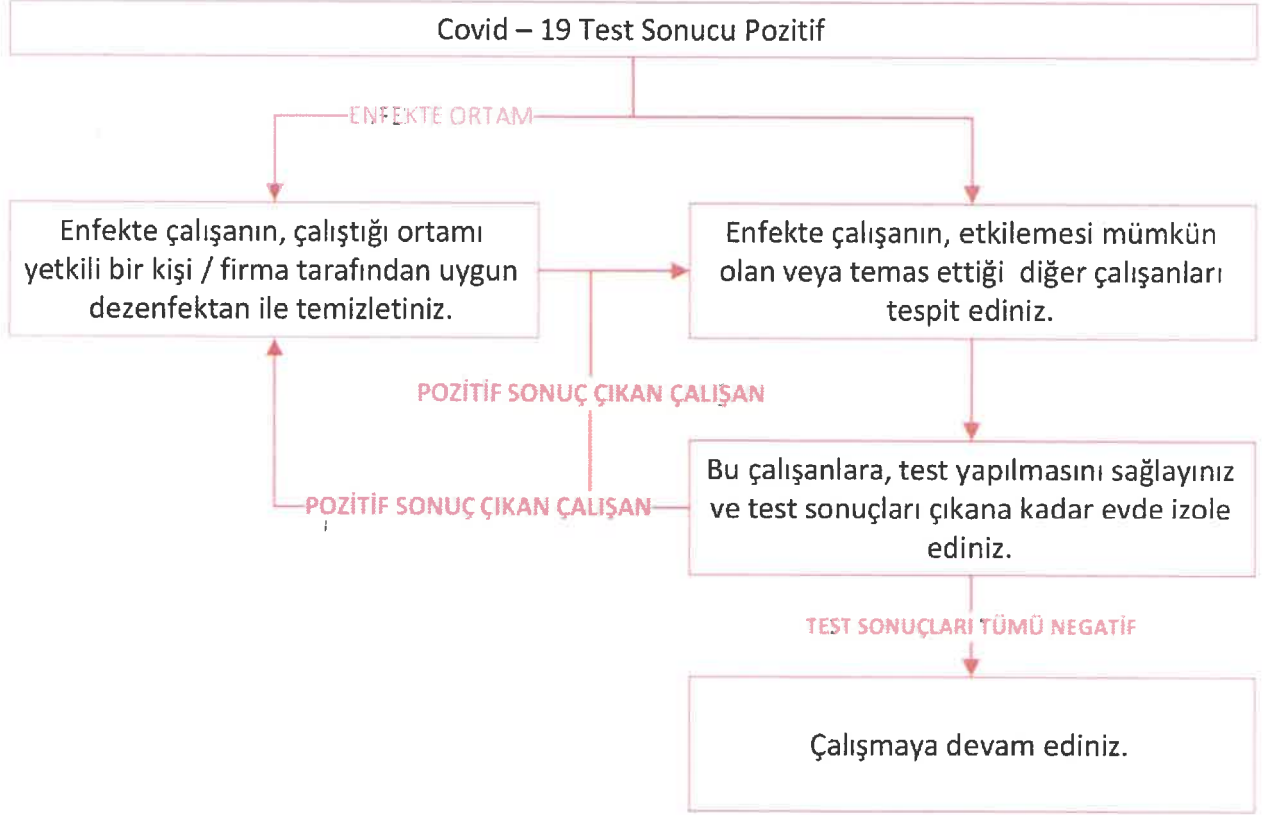 Covid – 19 Test Sonucu Pozitif
ENFEKTE ORTAM
Enfekte çalışanın, çalıştığı ortamı
yetkili bir kişi / firma tarafından uygun
dezenfektan ile temizletiniz.
Enfekte çalışanın, etkilemesi mümkün
olan veya temas ettiği diğer çalışanları
tespit ediniz.
POZİTİF SONUÇ ÇIKAN ÇALIŞAN
Bu çalışanlara, test yapılmasını sağlayınız
ve test sonuçları çıkana kadar evde izole
ediniz.
POZİTİF SONUÇ ÇIKAN ÇALIŞAN
TEST SONUÇLARI TÜMÜ NEGATİF
Çalışmaya devam ediniz.